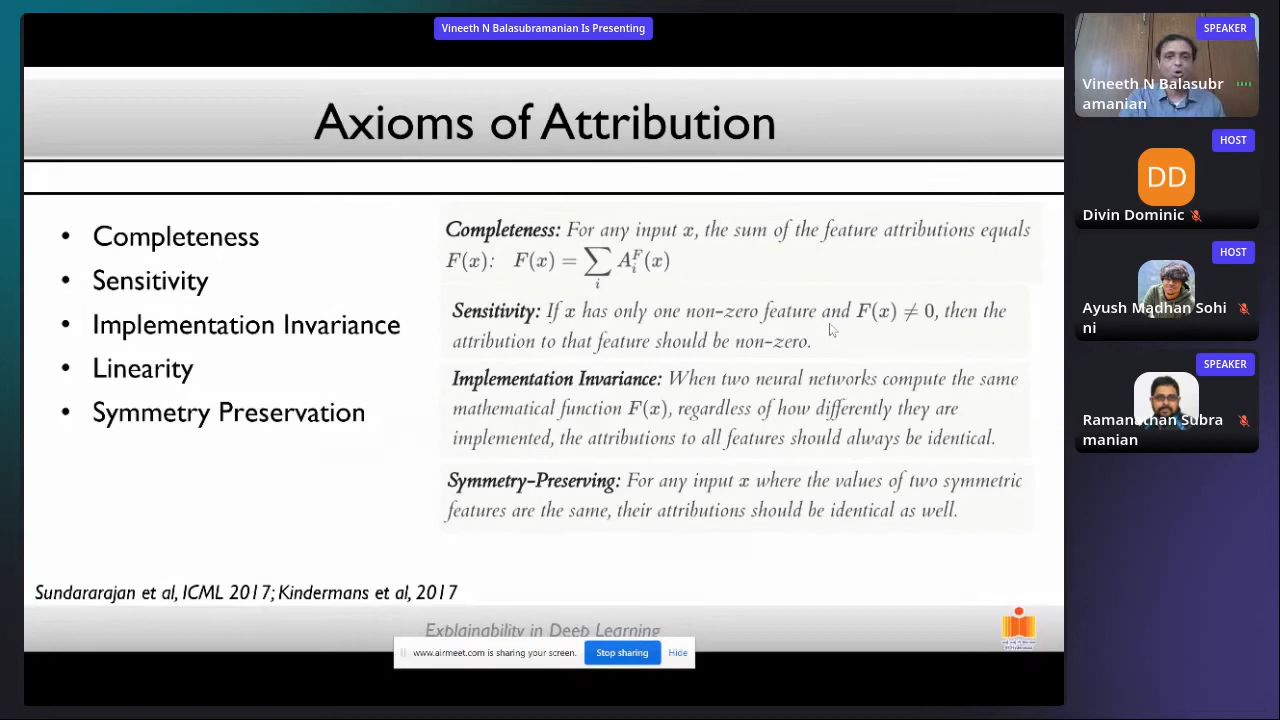 Vineeth N Balasubramanian Is Presenting
Axioms of Attribution
• Completeness
• Sensitivity
• Implementation Invariance
• Linearity
• Symmetry Preservation
Completeness: For any input x, the sum of the feature attributions equals
F(x): F(x) = ∑_i A_i^F(x)
Sensitivity: If x has only one non-zero feature and F(x) ≠ 0, then the
attribution to that feature should be non-zero.
Implementation Invariance: When two neural networks compute the same
mathematical function F(x), regardless of how differently they are
implemented, the attributions to all features should always be identical.
Symmetry-Preserving: For any input x where the values of two symmetric
features are the same, their attributions should be identical as well.
Sundararajan et al, ICML 2017; Kindermans et al, 2017
Explainability in Deep Learning
www.airmeet.com is sharing your screen.
Stop sharing
Hide
SPEAKER
Vineeth N Balasubr
amanian
HOST
DD
Divin Dominic
HOST
Ayush Madhan Sohi
ni
SPEAKER
Ramanathan Subra
manian